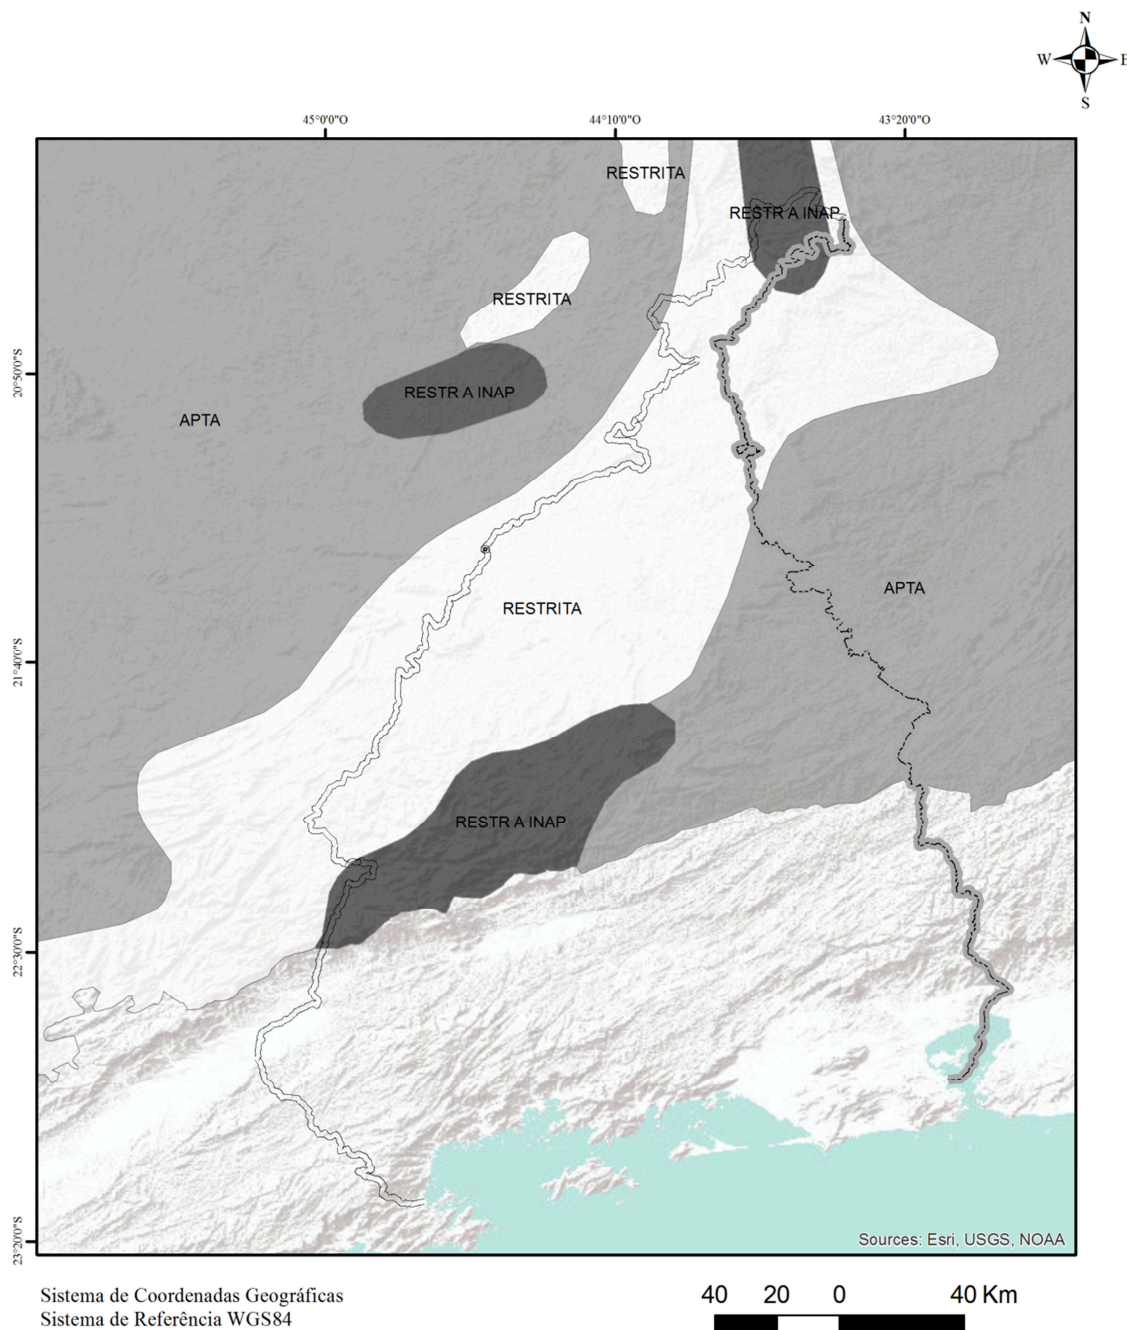 N
W E
S
45°0'0"O 44°10'0"O 43°20'0"O
RESTRITA
RESTR A INAP
RESTRITA
20°50'0"S
RESTR A INAP
APTA
APTA
RESTRITA
21°40'0"S
RESTR A INAP
22°30'0"S
23°20'0"S
Sources: Esri, USGS, NOAA
Sistema de Coordenadas Geográficas
Sistema de Referência WGS84
40 20 0 40 Km